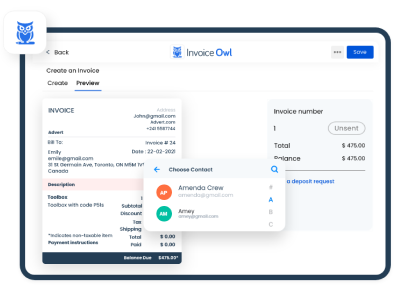 < Back
Invoice Owl
Save
Create an Invoice
Create Preview
INVOICE
Address
John@gmail.com
Advert.com
+241 5587744
Advert
Bill To:
Invoice # 24
Emily
Date : 22-02-2021
emile@gmail.com
31 St Germain Ave, Toronto, ON M5M 1V1
Canada
Description
Toolbox
Toolbox with code P51s
Subtotal
Discount
Tax
Shipping
*Indicates non-taxable item
Total $ 0.00
Payment instructions
Paid $ 0.00
Balance Due $475.00*
Choose Contact
AP
Amenda Crew
amenda@gmail.com
AM
Amey
Amey@gmail.com
#
A
B
C
Invoice number
1
Unsent
Total $ 475.00
Balance $ 475.00
a deposit request